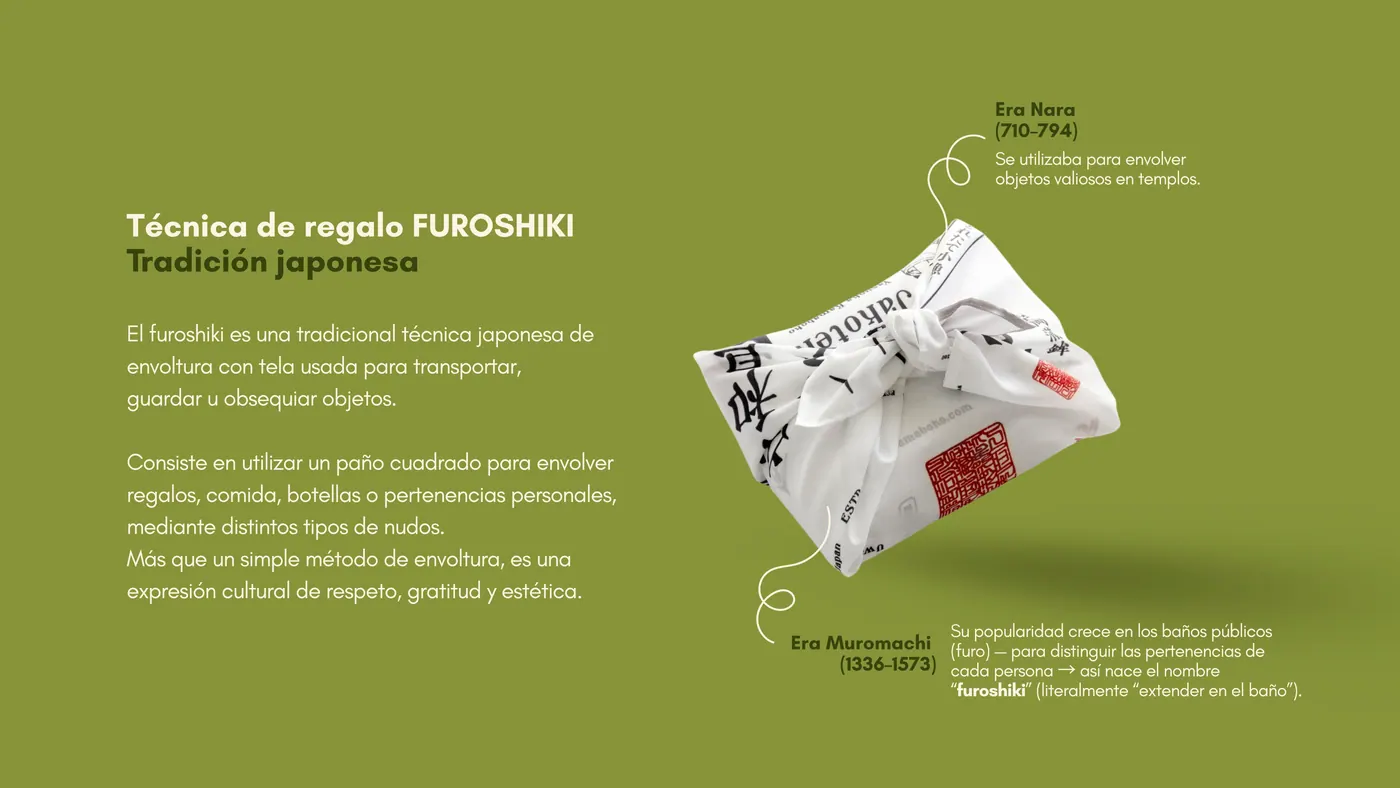 Técnica de regalo FUROSHIKI
Tradición japonesa
El furoshiki es una tradicional técnica japonesa de
envoltura con tela usada para transportar,
guardar u obsequiar objetos.
Consiste en utilizar un paño cuadrado para envolver
regalos, comida, botellas o pertenencias personales,
mediante distintos tipos de nudos.
Más que un simple método de envoltura, es una
expresión cultural de respeto, gratitud y estética.
Era Nara
(710–794)
Se utilizaba para envolver
objetos valiosos en templos.
Era Muromachi
(1336–1573)
Su popularidad crece en los baños públicos
(furo) — para distinguir las pertenencias de
cada persona → así nace el nombre
“furoshiki” (literalmente “extender en el baño”).